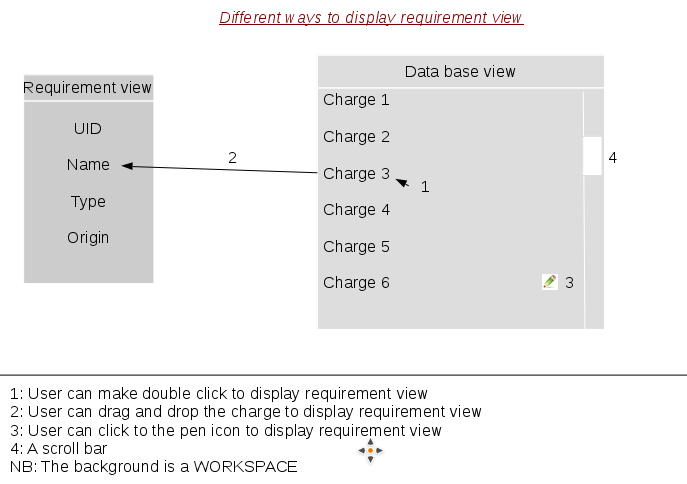 Different ways to display requirement view
Data base view
Requirement view
Charge 1
UID
Charge 2
Name
2
Charge 3
1
4
Type
Charge 4
Origin
Charge 5
Charge 6
3
1: User can make double click to display requirement view
2: User can drag and drop the charge to display requirement view
3: User can click to the pen icon to display requirement view
4: A scroll bar
NB: The background is a WORKSPACE